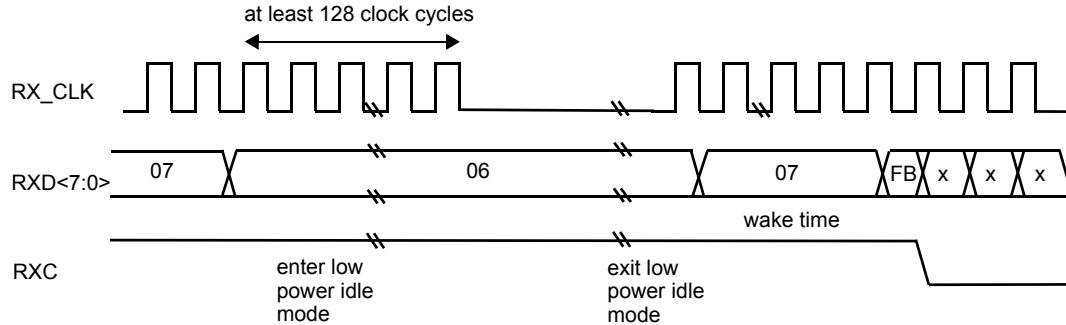 at least 128 clock cycles
RX_CLK
RXD<7:0>
07
06
07
FB
x
x
x
wake time
RXC
enter low
power idle
mode
exit low
power idle
mode